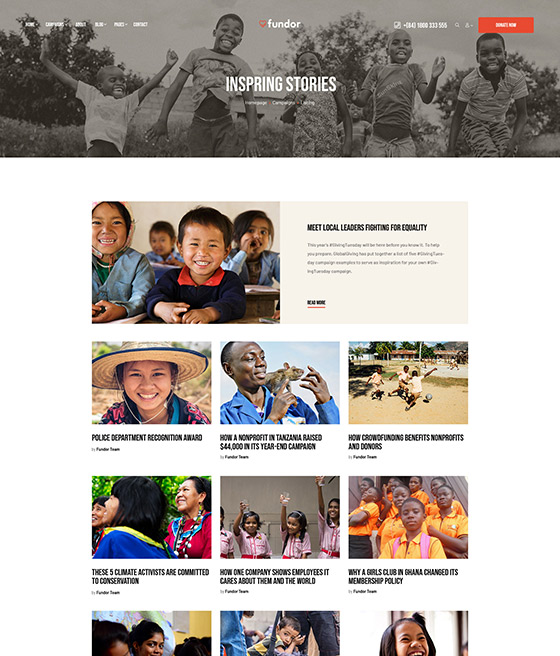 HOME CAMPAIGNS ABOUT BLOG PAGES CONTACT
fundor
+(84) 1800 333 555
DONATE NOW
INSPRING STORIES
Homepage Campaigns Listing
MEET LOCAL LEADERS FIGHTING FOR EQUALITY
This year's #GivingTuesday will be here before you know it. To help
you prepare, GlobalGiving has put together a list of five #GivingTues-
day campaign examples to serve as inspiration for your own #Giv-
ingTuesday campaign.
READ MORE
POLICE DEPARTMENT RECOGNITION AWARD
by Fundor Team
HOW A NONPROFIT IN TANZANIA RAISED
$44,000 IN ITS YEAR-END CAMPAIGN
by Fundor Team
HOW CROWDFUNDING BENEFITS NONPROFITS
AND DONORS
by Fundor Team
THESE 5 CLIMATE ACTIVISTS ARE COMMITTED
TO CONSERVATION
by Fundor Team
HOW ONE COMPANY SHOWS EMPLOYEES IT
CARES ABOUT THEM AND THE WORLD
by Fundor Team
WHY A GIRLS CLUB IN GHANA CHANGED ITS
MEMBERSHIP POLICY
by Fundor Team